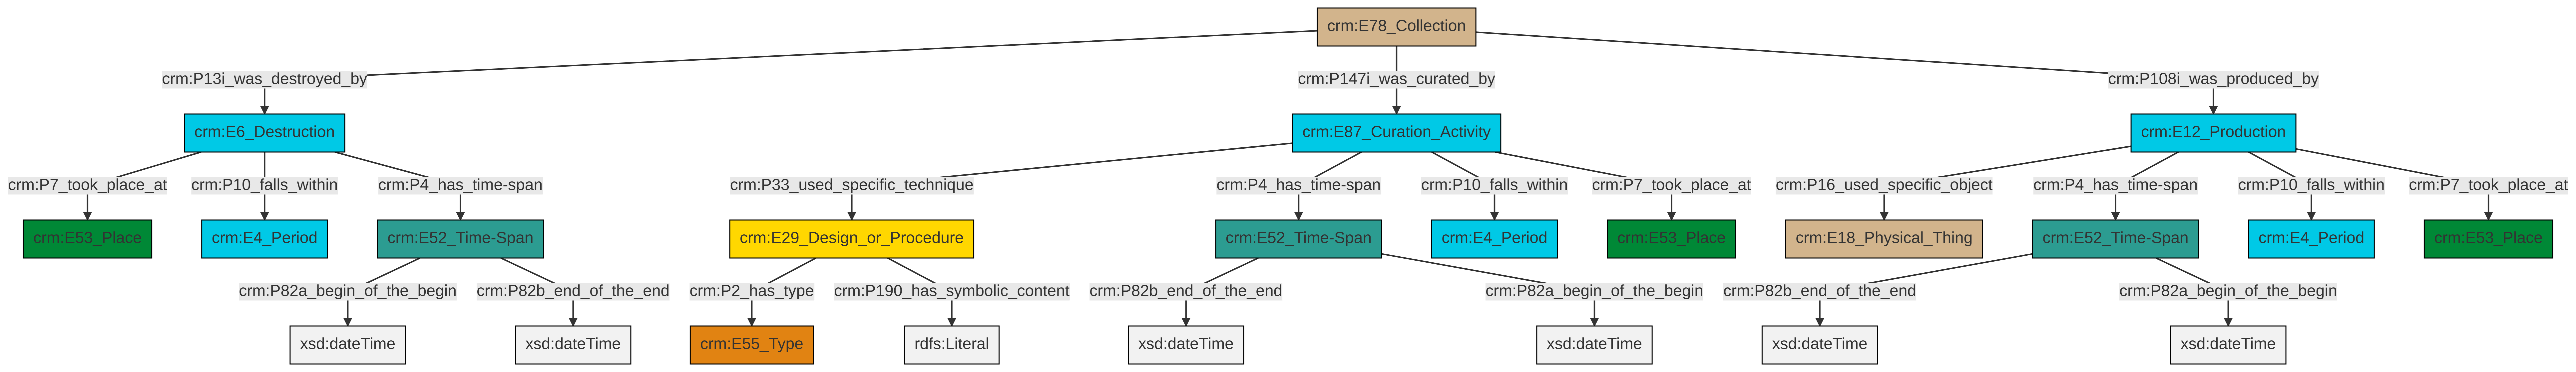 crm:E78_Collection
crm:P13i_was_destroyed_by
crm:P147i_was_curated_by
crm:P108i_was_produced_by
crm:E6_Destruction
crm:E87_Curation_Activity
crm:E12_Production
crm:P7_took_place_at
crm:P10_falls_within
crm:P4_has_time-span
crm:P33_used_specific_technique
crm:P4_has_time-span
crm:P10_falls_within
crm:P7_took_place_at
crm:P16_used_specific_object
crm:P4_has_time-span
crm:P10_falls_within
crm:P7_took_place_at
crm:E53_Place
crm:E4_Period
crm:E52_Time-Span
crm:E29_Design_or_Procedure
crm:E52_Time-Span
crm:E4_Period
crm:E53_Place
crm:E18_Physical_Thing
crm:E52_Time-Span
crm:E4_Period
crm:E53_Place
crm:P82a_begin_of_the_begin
crm:P82b_end_of_the_end
crm:P2_has_type
crm:P190_has_symbolic_content
crm:P82b_end_of_the_end
crm:P82a_begin_of_the_begin
crm:P82b_end_of_the_end
crm:P82a_begin_of_the_begin
xsd:dateTime
xsd:dateTime
crm:E55_Type
rdfs:Literal
xsd:dateTime
xsd:dateTime
xsd:dateTime
xsd:dateTime